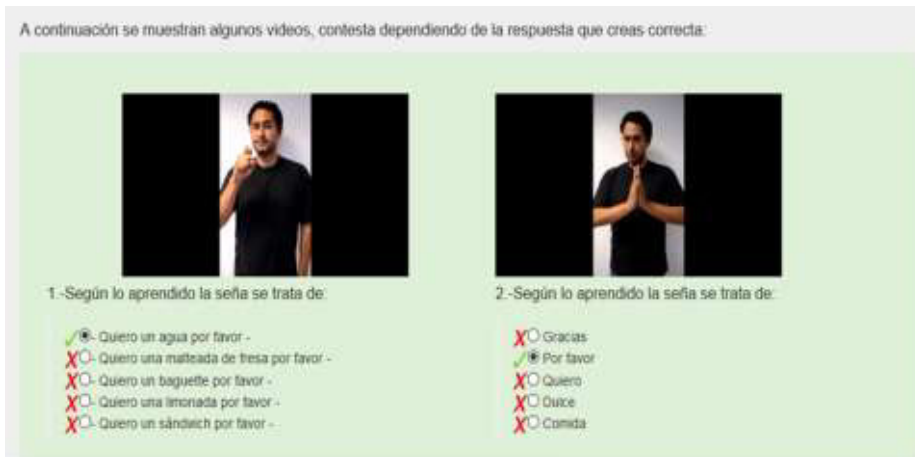 A continuación se muestran algunos videos, contesta dependiendo de la respuesta que creas correcta:
1.-Según lo aprendido la seña se trata de:
- Quiero un agua por favor -
- Quiero una malteada de fresa por favor -
- Quiero un baguette por favor -
- Quiero una limonada por favor -
- Quiero un sándwich por favor -
2.-Según lo aprendido la seña se trata de:
Gracias
Por favor
Quiero
Dulce
Comida